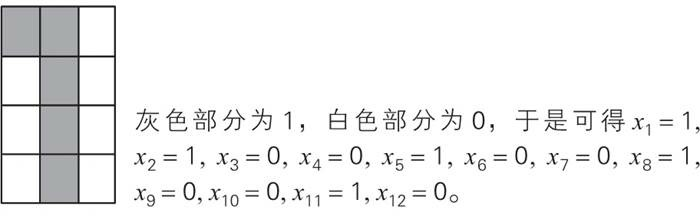 灰色部分为1，白色部分为0，于是可得x₁ = 1,
x₂ = 1, x₃ = 0, x₄ = 0, x₅ = 1, x₆ = 0, x₇ = 0, x₈ = 1,
x₉ = 0, x₁₀ = 0, x₁₁ = 1, x₁₂ = 0。